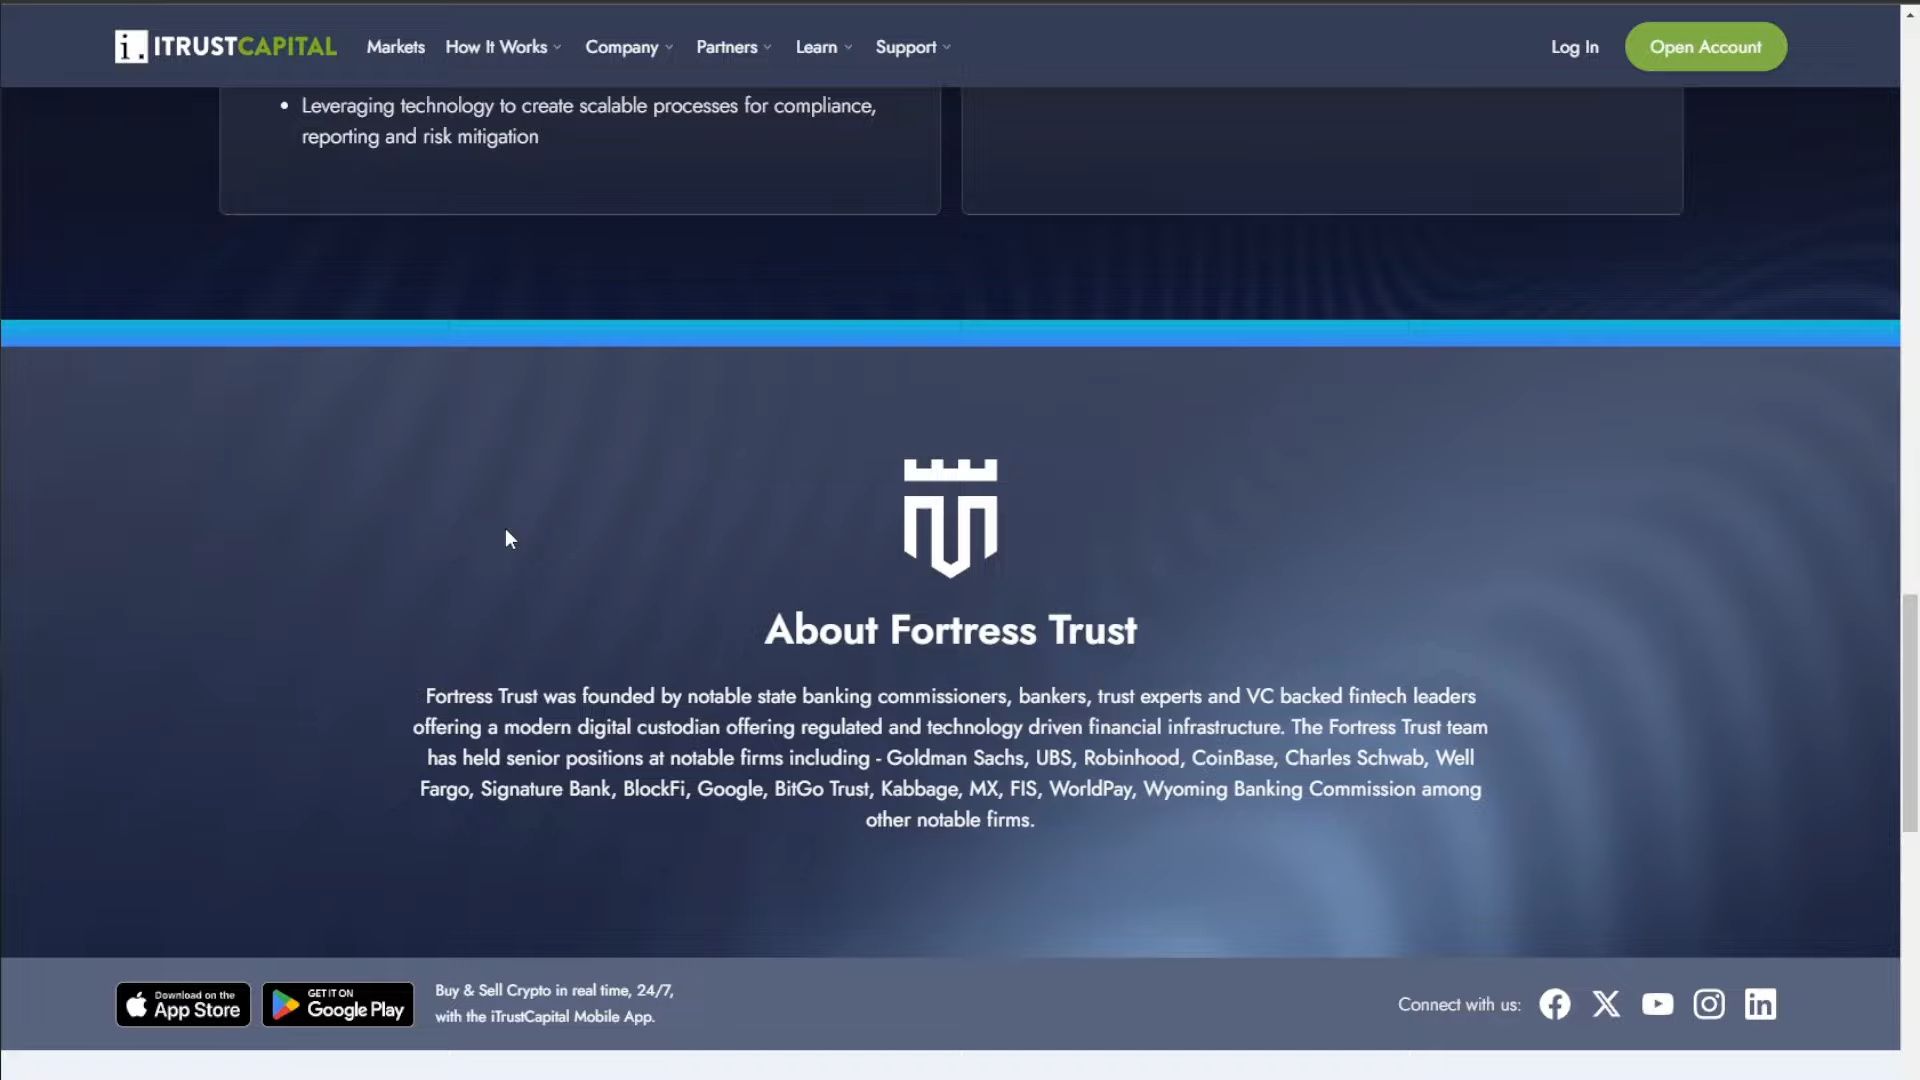 i. ITRUSTCAPITAL Markets How It Works Company Partners Learn Support Log In Open Account
• Leveraging technology to create scalable processes for compliance,
reporting and risk mitigation
About Fortress Trust
Fortress Trust was founded by notable state banking commissioners, bankers, trust experts and VC backed fintech leaders
offering a modern digital custodian offering regulated and technology driven financial infrastructure. The Fortress Trust team
has held senior positions at notable firms including - Goldman Sachs, UBS, Robinhood, CoinBase, Charles Schwab, Well
Fargo, Signature Bank, BlockFi, Google, BitGo Trust, Kabbage, MX, FIS, WorldPay, Wyoming Banking Commission among
other notable firms.
Download on the
App Store
GET IT ON
Google Play
Buy & Sell Crypto in real time, 24/7,
with the iTrustCapital Mobile App.
Connect with us: